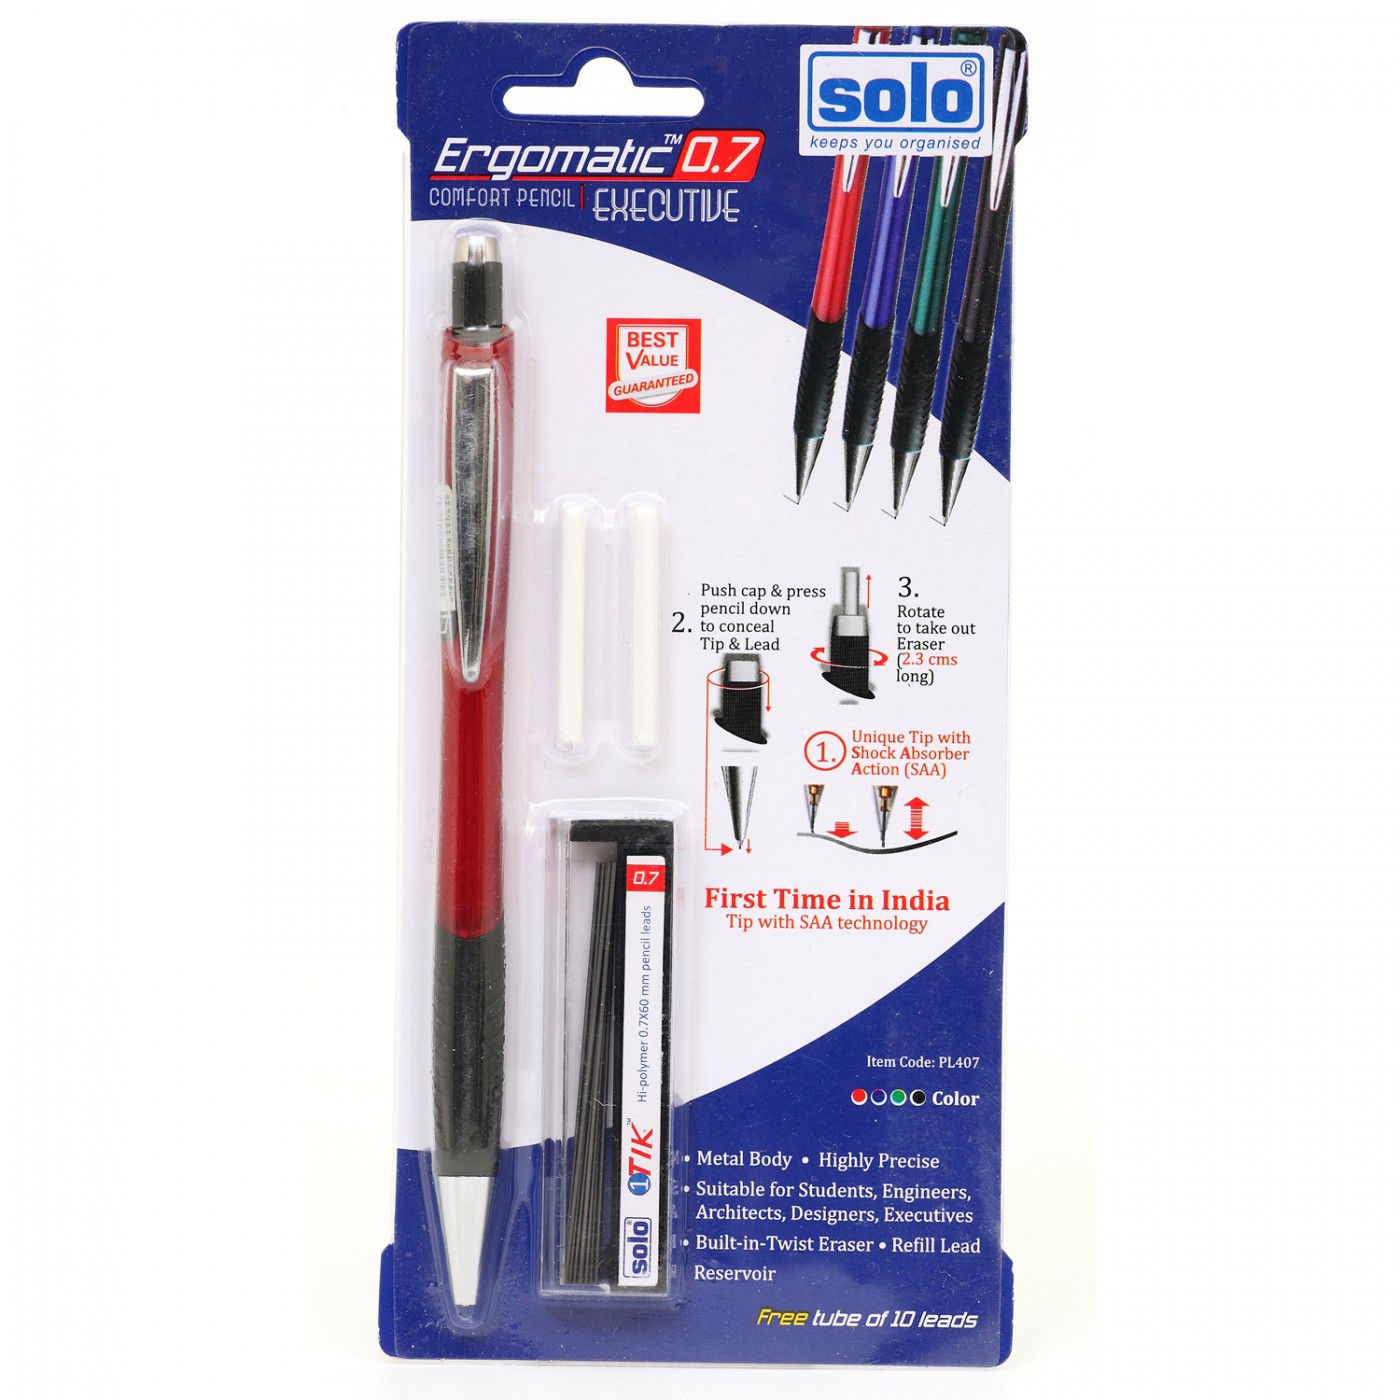 solo®
keeps you organised
Ergomatic™ 0.7
COMFORT PENCIL EXECUTIVE
BEST
VALUE
GUARANTEED
2.
Push cap & press
pencil down
to conceal
Tip & Lead
3.
Rotate
to take out
Eraser
(2.3 cms
long)
1.
Unique Tip with
Shock Absorber
Action (SAA)
First Time in India
Tip with SAA technology
0.7
Hi-polymer 0.7X60 mm pencil leads
1TIK™
solo®
Item Code: PL407
Color
• Metal Body • Highly Precise
• Suitable for Students, Engineers,
Architects, Designers, Executives
• Built-in-Twist Eraser • Refill Lead
Reservoir
Free tube of 10 leads